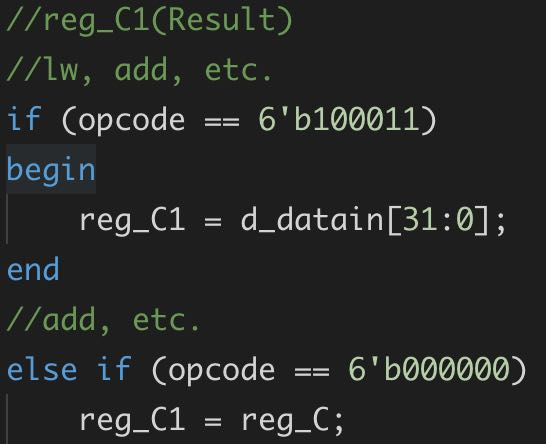 //reg_C1(Result)
//lw, add, etc.
if (opcode == 6'b100011)
begin
    reg_C1 = d_datain[31:0];
end
//add, etc.
else if (opcode == 6'b000000)
    reg_C1 = reg_C;